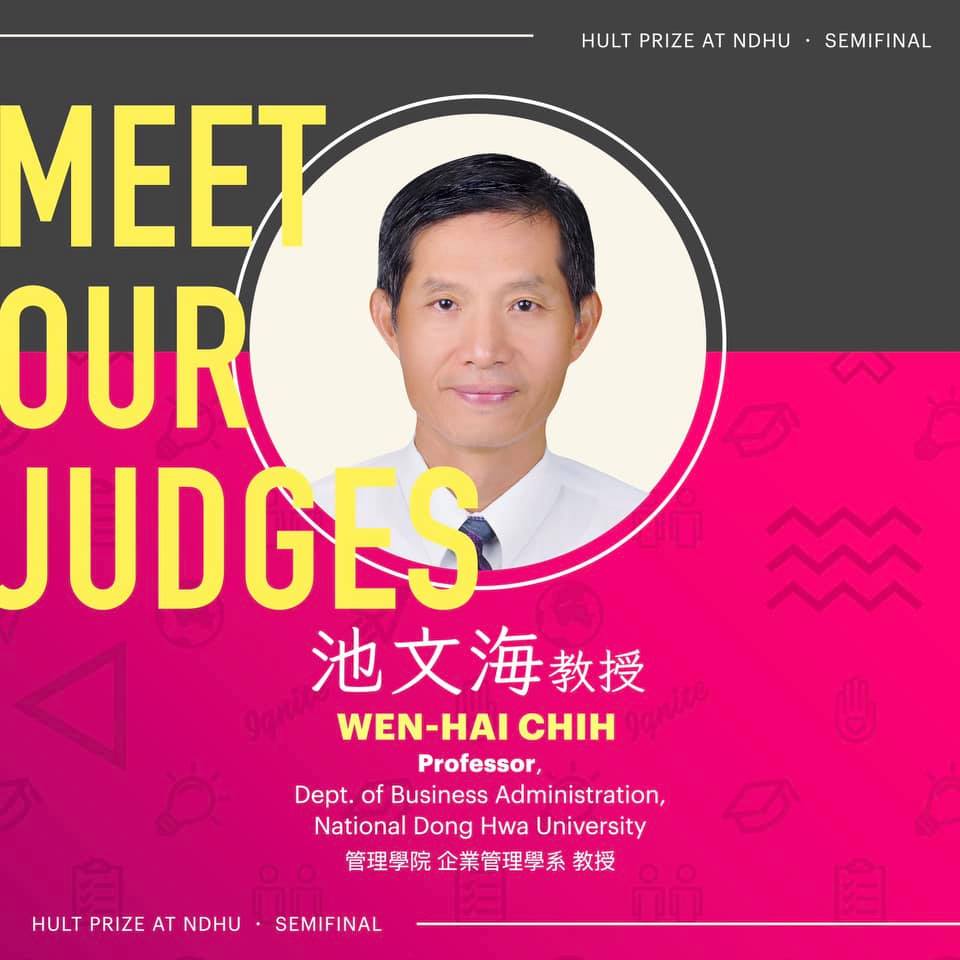 HULT PRIZE AT NDHU · SEMIFINAL
MEET
OUR
JUDGES
池文海教授
Ignite
Ignite
WEN-HAI CHIH
Professor,
Dept. of Business Administration,
National Dong Hwa University
管理學院 企業管理學系 教授
HULT PRIZE AT NDHU · SEMIFINAL